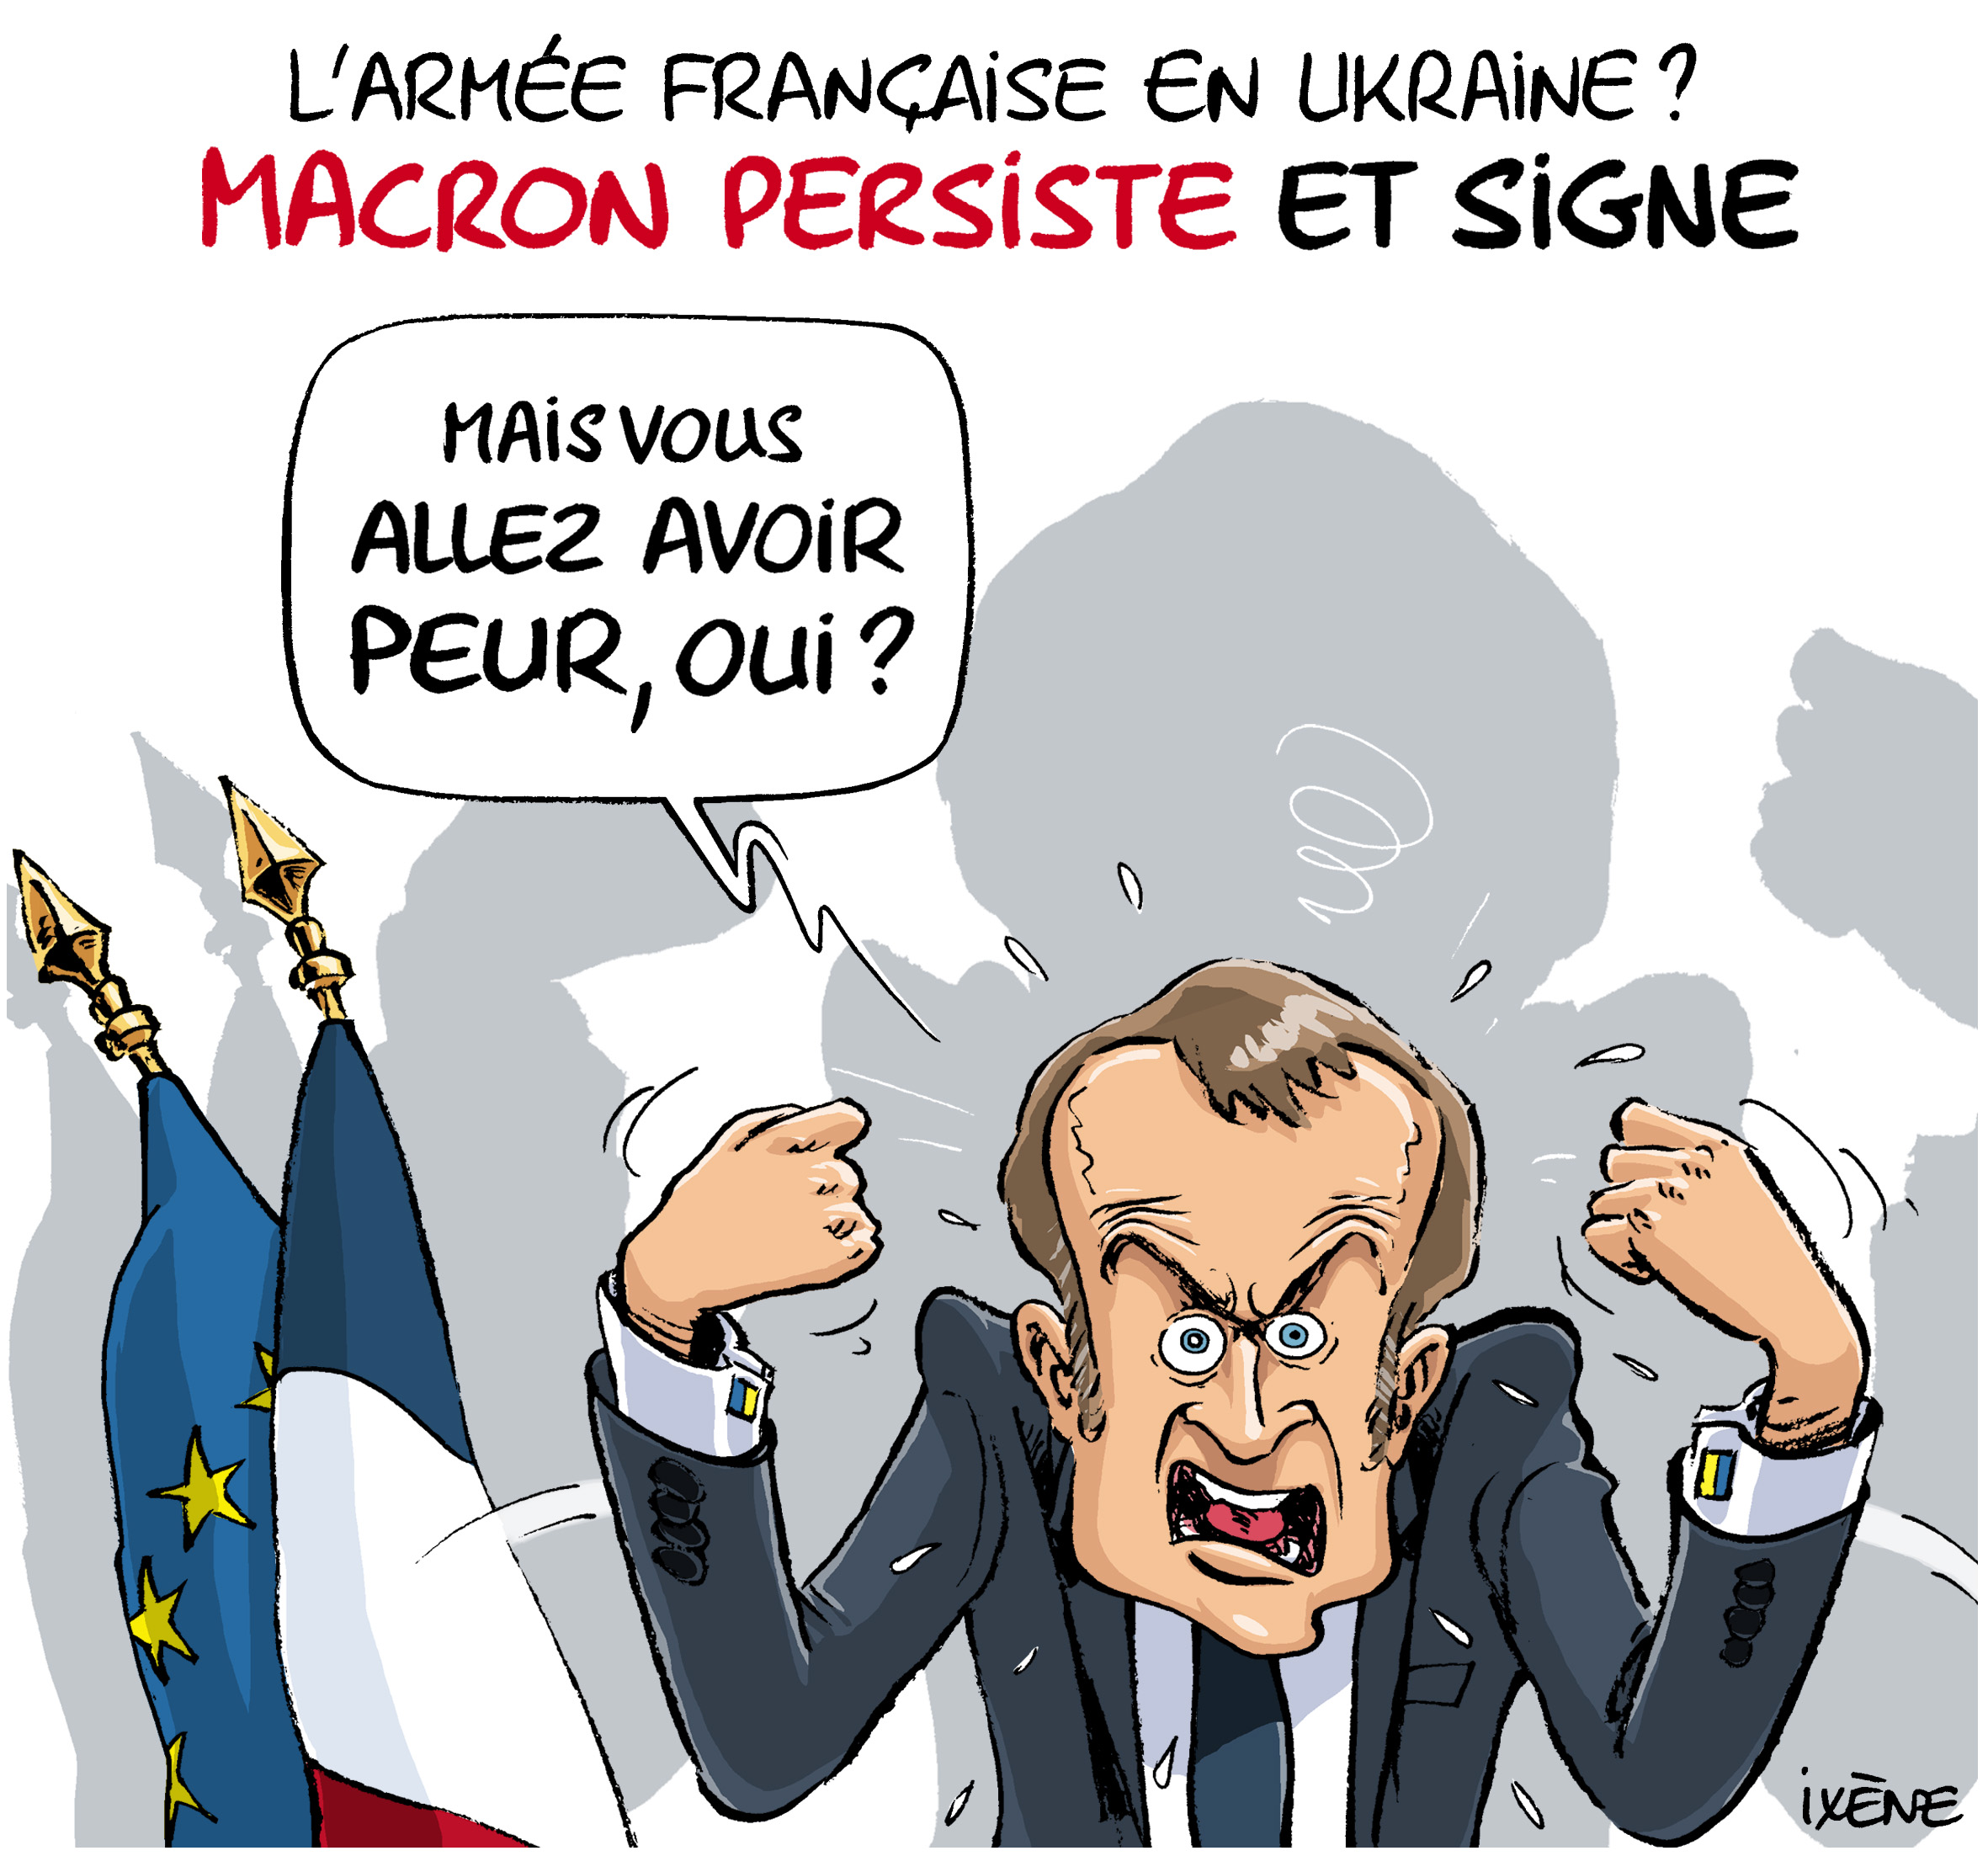 L'ARMÉE FRANÇAISE EN UKRAINE ?
MACRON PERSISTE ET SIGNE
MAIS VOUS
ALLEZ AVOIR
PEUR, OUI ?
iXÈNE